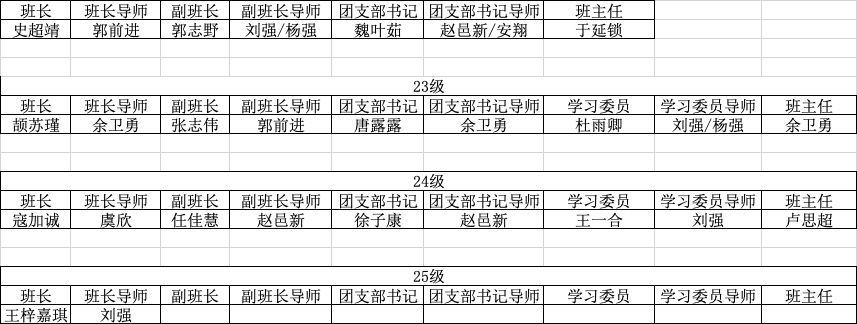 班长 班长导师 副班长 副班长导师 团支部书记 团支部书记导师 班主任
史超靖 郭前进 郭志野 刘强/杨强 魏叶茹 赵邑新/安翔 于延锁
23级
班长 班长导师 副班长 副班长导师 团支部书记 团支部书记导师 学习委员 学习委员导师 班主任
颉苏瑾 余卫勇 张志伟 郭前进 唐露露 余卫勇 杜雨卿 刘强/杨强 余卫勇
24级
班长 班长导师 副班长 副班长导师 团支部书记 团支部书记导师 学习委员 学习委员导师 班主任
寇加诚 虞欣 任佳慧 赵邑新 徐子康 赵邑新 王一合 刘强 卢思超
25级
班长 班长导师 副班长 副班长导师 团支部书记 团支部书记导师 学习委员 学习委员导师 班主任
王梓嘉琪 刘强